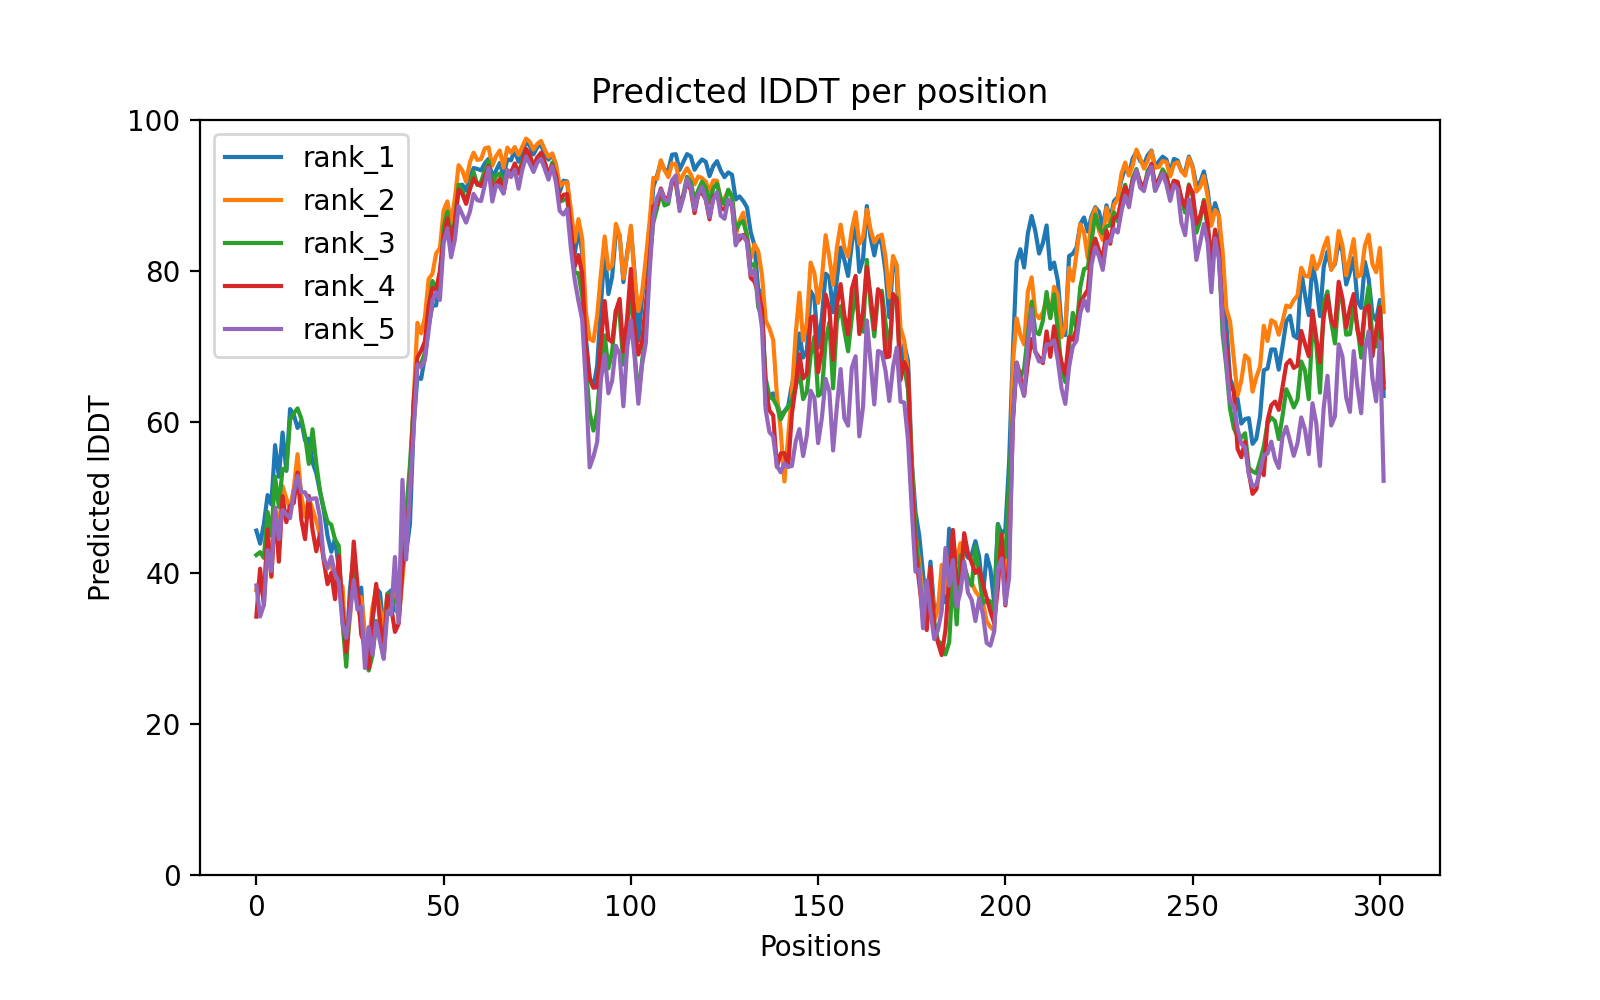 Predicted lDDT per position
100
80
60
40
20
0
Predicted lDDT
rank_1
rank_2
rank_3
rank_4
rank_5
0 50 100 150 200 250 300
Positions